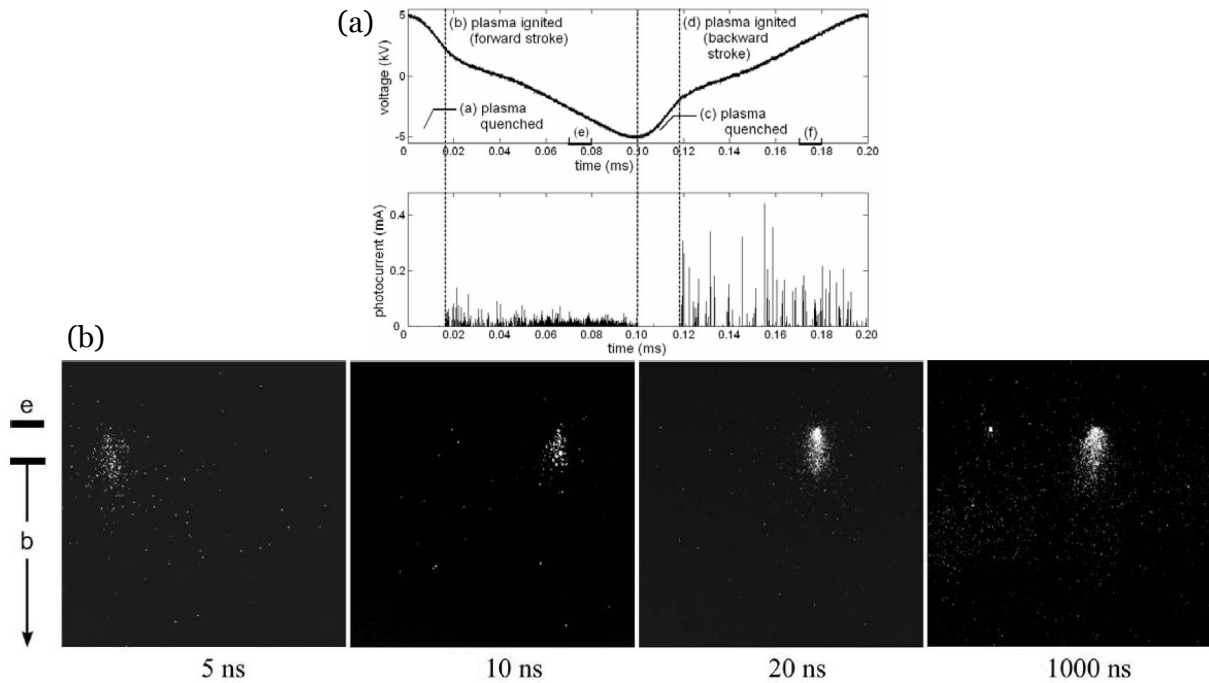 (a)
(b) plasma ignited
(forward stroke)
(d) plasma ignited
(backward
stroke)
5
0
-5
voltage (kV)
(a) plasma
quenched
(e)
(c) plasma
quenched
(f)
0 0.02 0.04 0.06 0.08 0.10 0.12 0.14 0.16 0.18 0.20
time (ms)
0.4
0.2
0
photocurrent (mA)
0 0.02 0.04 0.06 0.08 0.10 0.12 0.14 0.16 0.18 0.20
time (ms)
(b)
e
b
5 ns 10 ns 20 ns 1000 ns